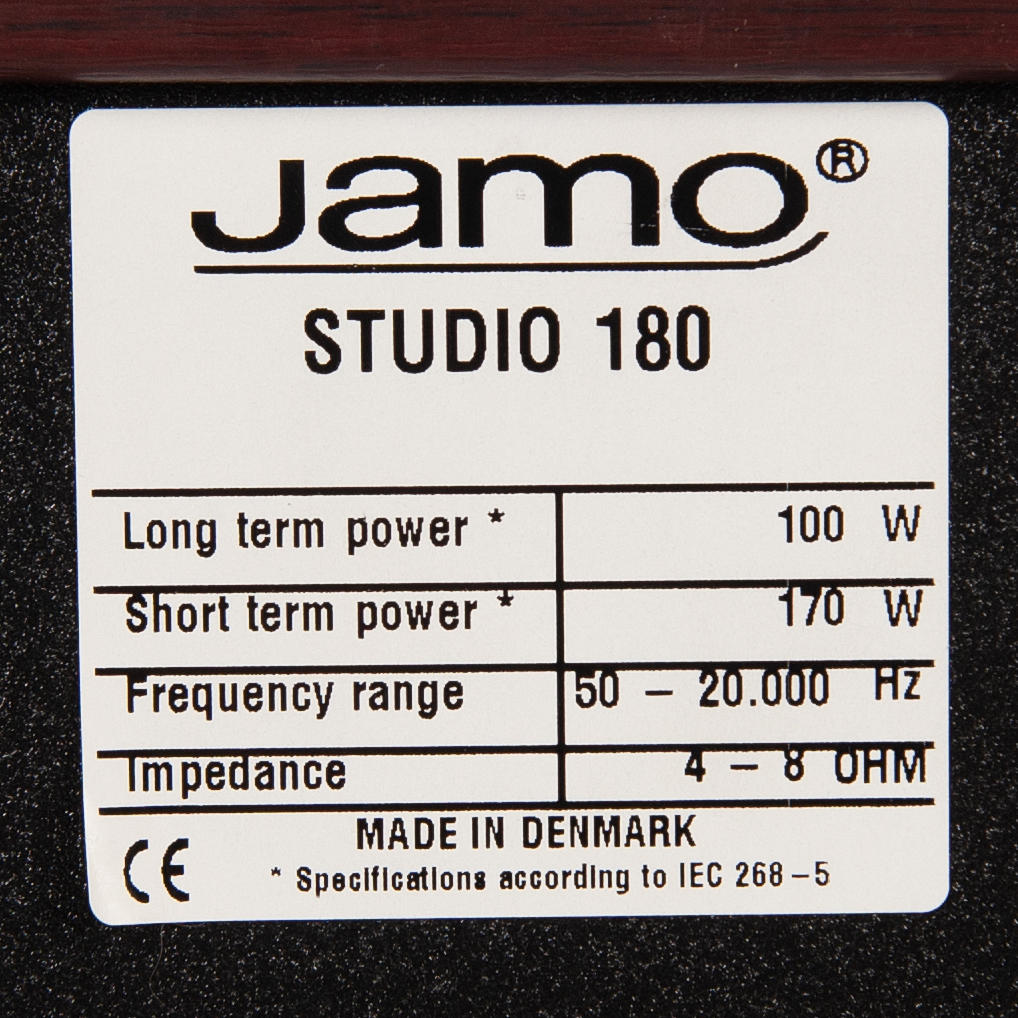 Jamo®
STUDIO 180
Long term power * 100 W
Short term power * 170 W
Frequency range 50 – 20.000 Hz
Impedance 4 – 8 OHM
MADE IN DENMARK
CE * Specifications according to IEC 268–5